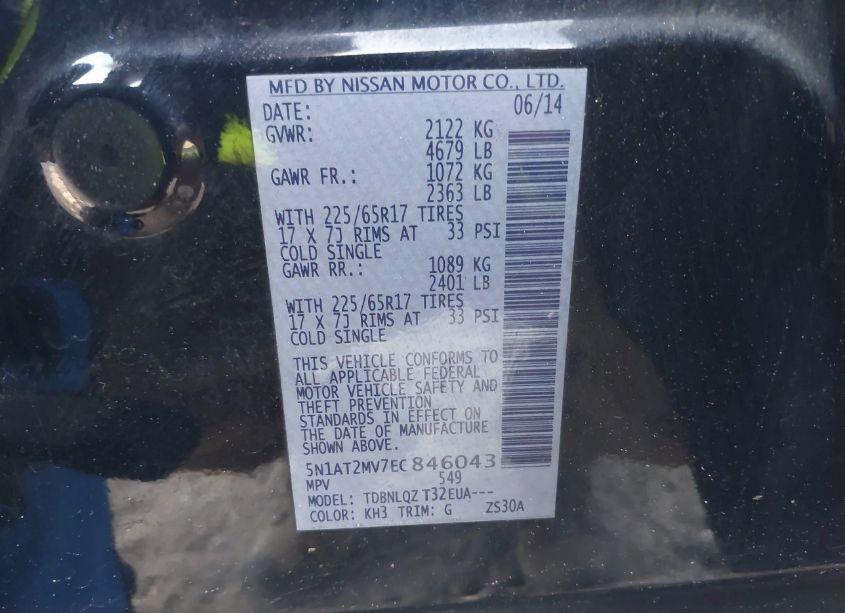 MFD BY NISSAN MOTOR CO., LTD.
DATE: 06/14
GVWR: 2122 KG
4679 LB
GAWR FR.: 1072 KG
2363 LB
WITH 225/65R17 TIRES
17 X 7J RIMS AT 33 PSI
COLD SINGLE
GAWR RR.: 1089 KG
2401 LB
WITH 225/65R17 TIRES
17 X 7J RIMS AT 33 PSI
COLD SINGLE
THIS VEHICLE CONFORMS TO
ALL APPLICABLE FEDERAL
MOTOR VEHICLE SAFETY AND
THEFT PREVENTION
STANDARDS IN EFFECT ON
THE DATE OF MANUFACTURE
SHOWN ABOVE.
5N1AT2MV7EC846043
MPV 549
MODEL: TDBNLQZ T32EUA---
COLOR: KH3 TRIM: G ZS30A